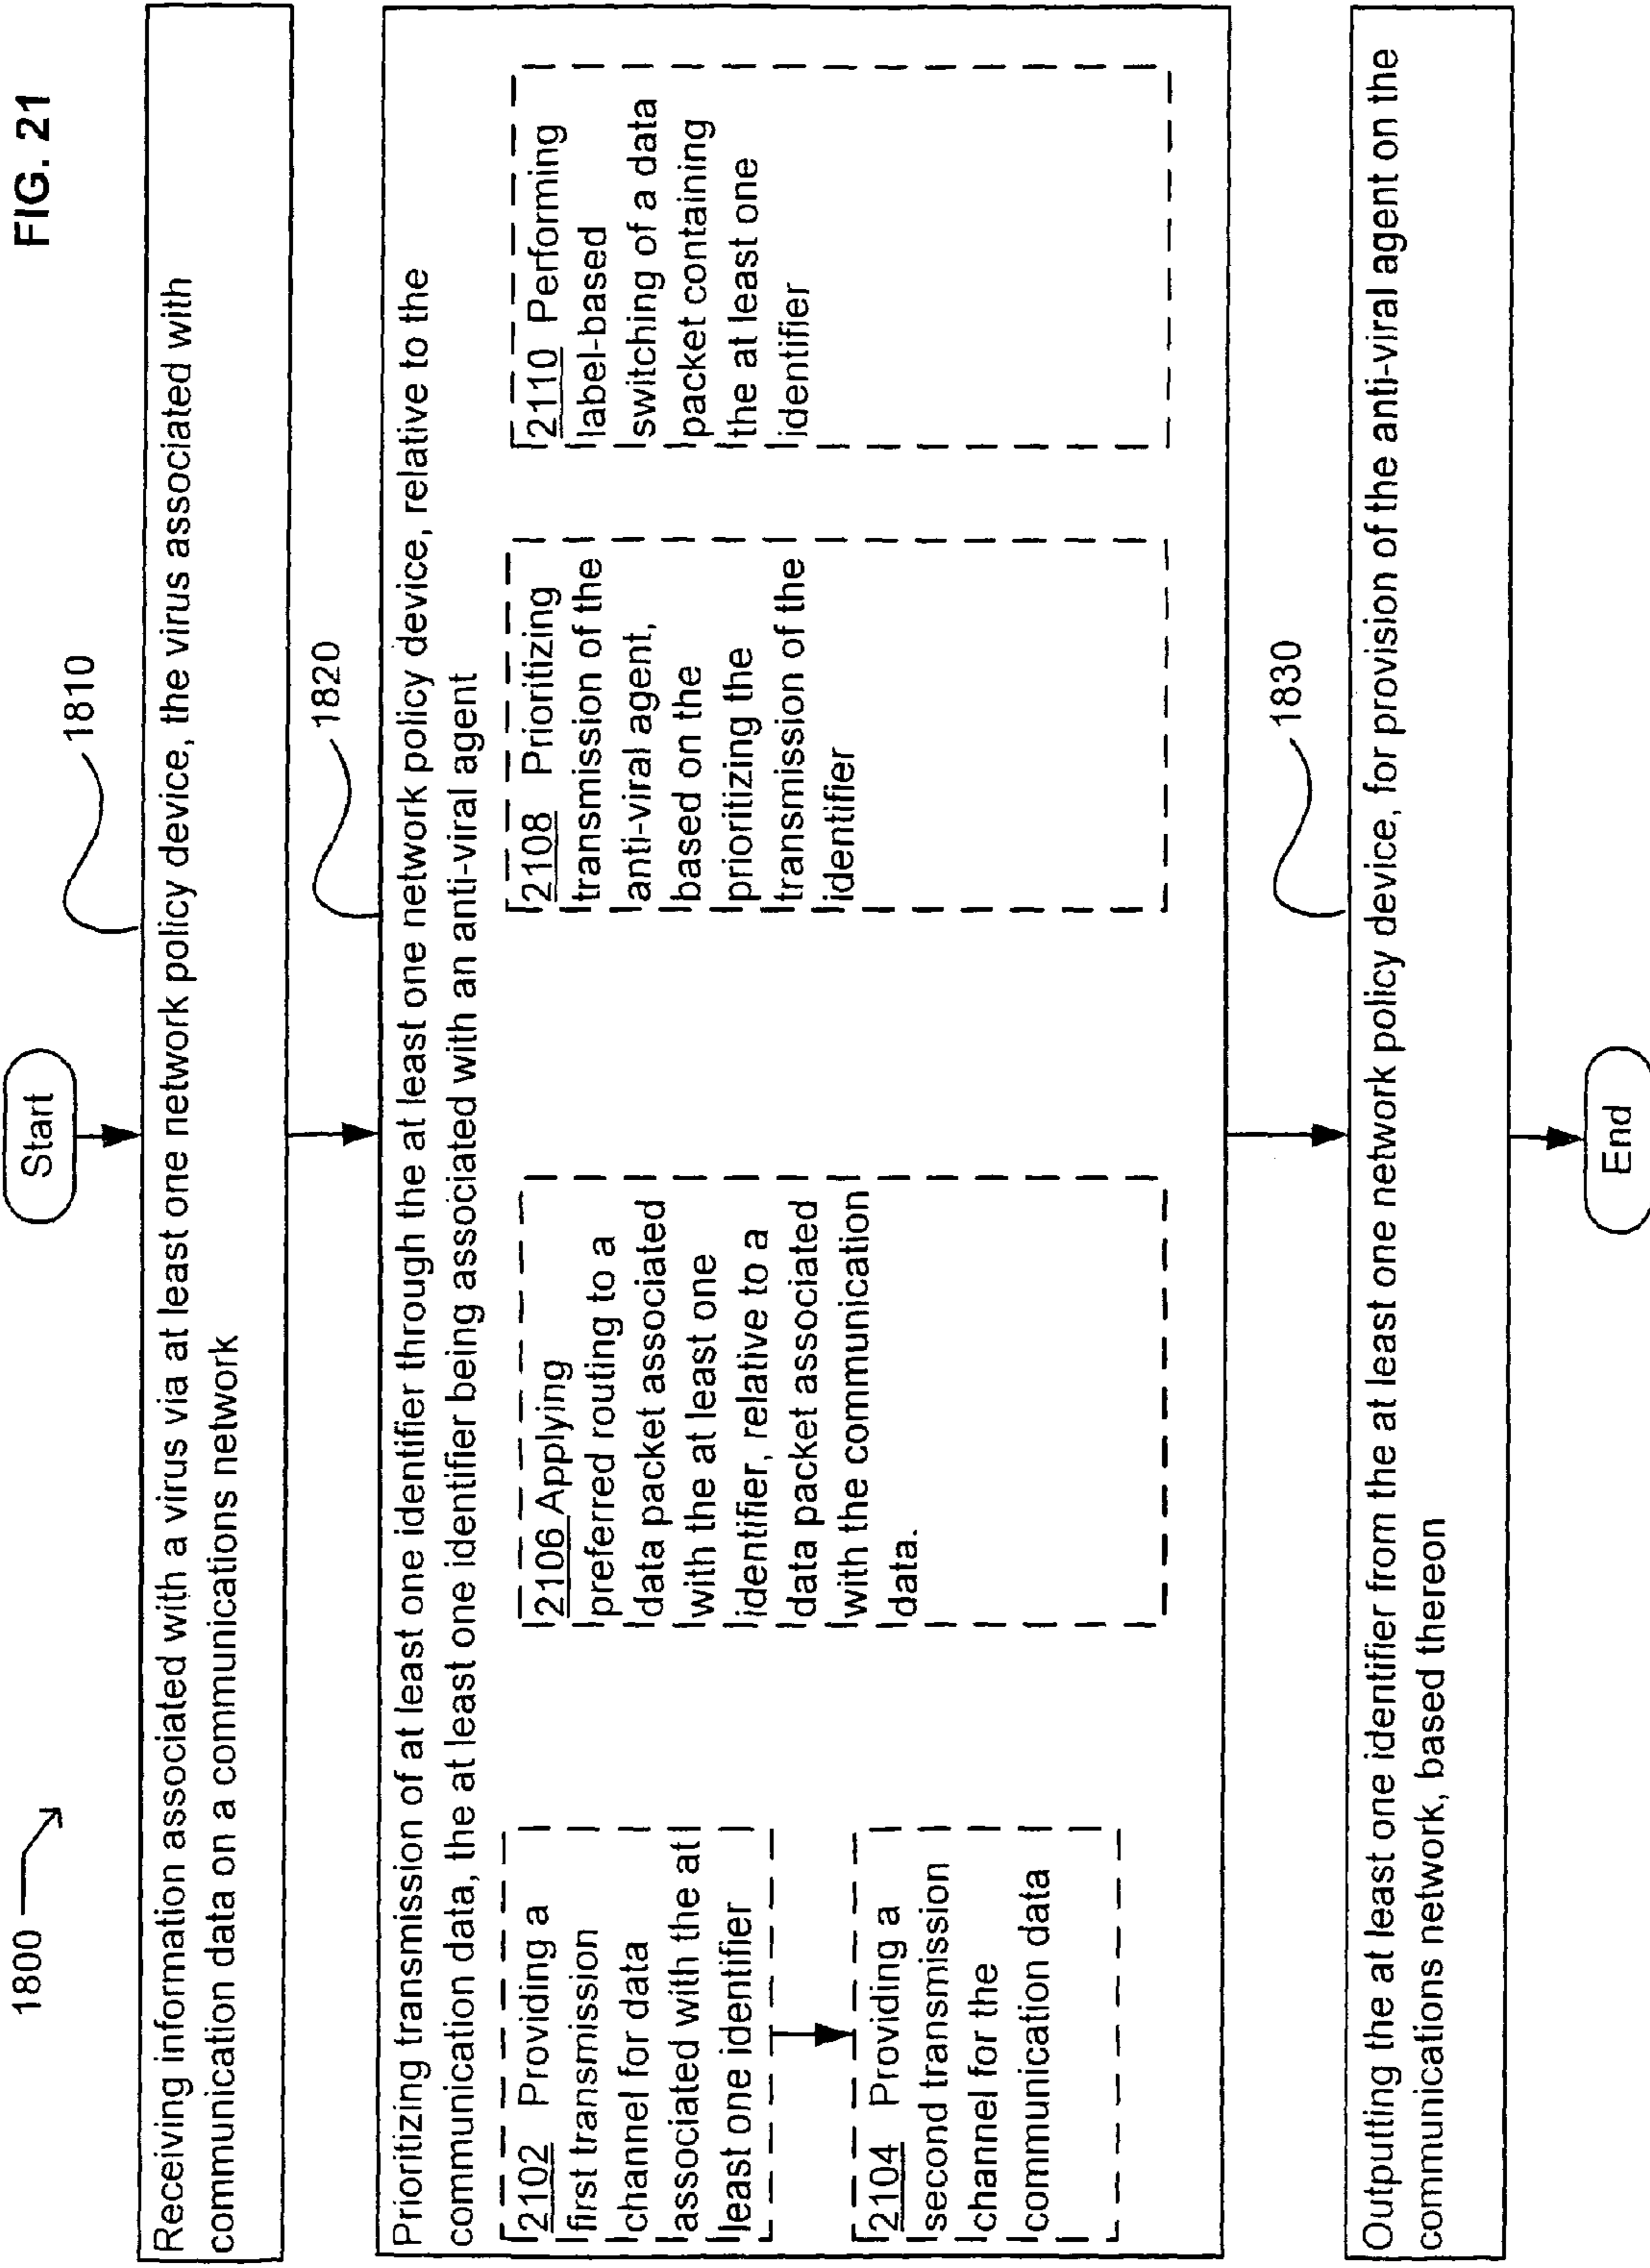 FIG. 21
1800
Start
1810
Receiving information associated with a virus via at least one network policy device, the virus associated with
communication data on a communications network
1820
Prioritizing transmission of at least one identifier through the at least one network policy device, relative to the
communication data, the at least one identifier being associated with an anti-viral agent
2102 Providing a
first transmission
channel for data
associated with the at
least one identifier
2104 Providing a
second transmission
channel for the
communication data
2106 Applying
preferred routing to a
data packet associated
with the at least one
identifier, relative to a
data packet associated
with the communication
data.
2108 Prioritizing
transmission of the
anti-viral agent,
based on the
prioritizing the
transmission of the
identifier
2110 Performing
label-based
switching of a data
packet containing
the at least one
identifier
1830
Outputting the at least one identifier from the at least one network policy device, for provision of the anti-viral agent on the
communications network, based thereon
End